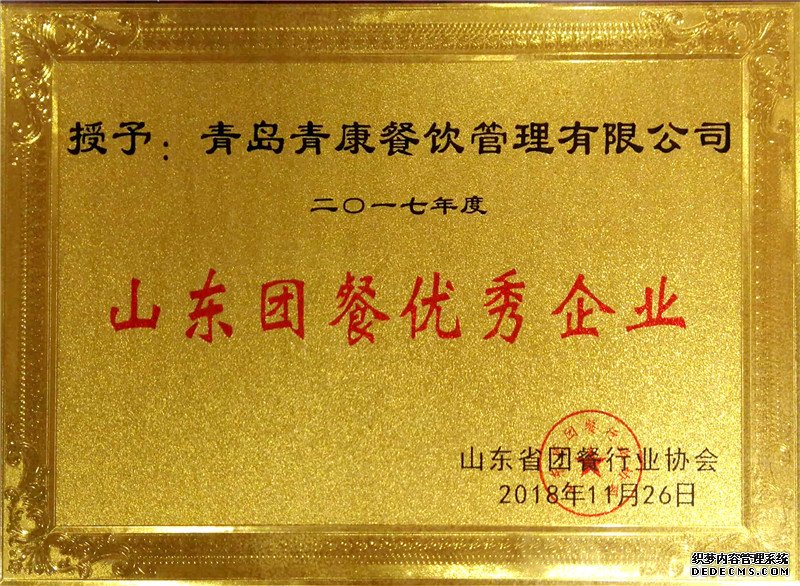 授予：青岛青康餐饮管理有限公司
二〇一七年度
山东团餐优秀企业
山东省团餐行业协会
2018年11月26日
织梦内容管理系统
DEDECMS.COM